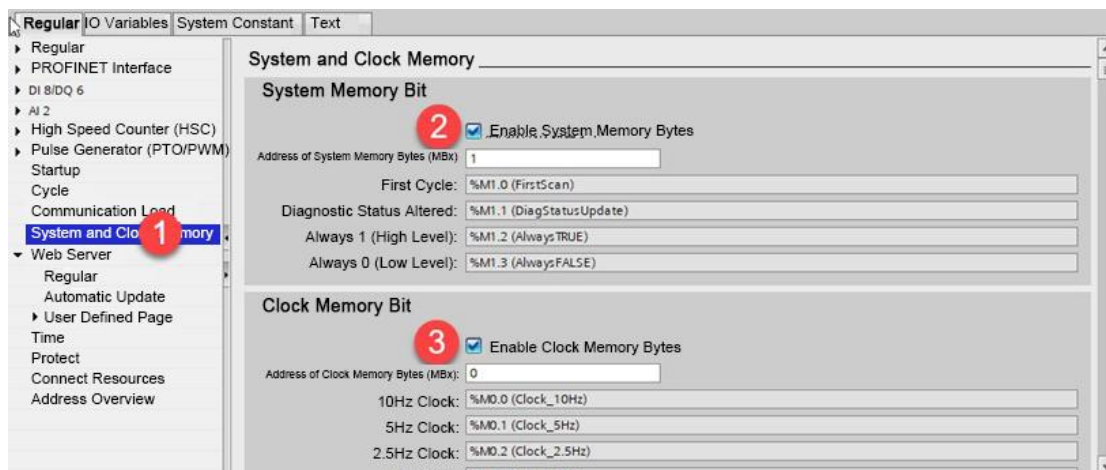 Regular IO Variables System Constant Text
Regular
PROFINET Interface
DI 8/DQ 6
AI 2
High Speed Counter (HSC)
Pulse Generator (PTO/PWM)
Startup
Cycle
Communication Load
System and Clo mory
1
Web Server
Regular
Automatic Update
User Defined Page
Time
Protect
Connect Resources
Address Overview
System and Clock Memory
System Memory Bit
2 Enable System Memory Bytes
Address of System Memory Bytes (MBx) 1
First Cycle: %M1.0 (FirstScan)
Diagnostic Status Altered: %M1.1 (DiagStatusUpdate)
Always 1 (High Level): %M1.2 (AlwaysTRUE)
Always 0 (Low Level): %M1.3 (AlwaysFALSE)
Clock Memory Bit
3 Enable Clock Memory Bytes
Address of Clock Memory Bytes (MBx): 0
10Hz Clock: %M0.0 (Clock_10Hz)
5Hz Clock: %M0.1 (Clock_5Hz)
2.5Hz Clock: %M0.2 (Clock_2.5Hz)